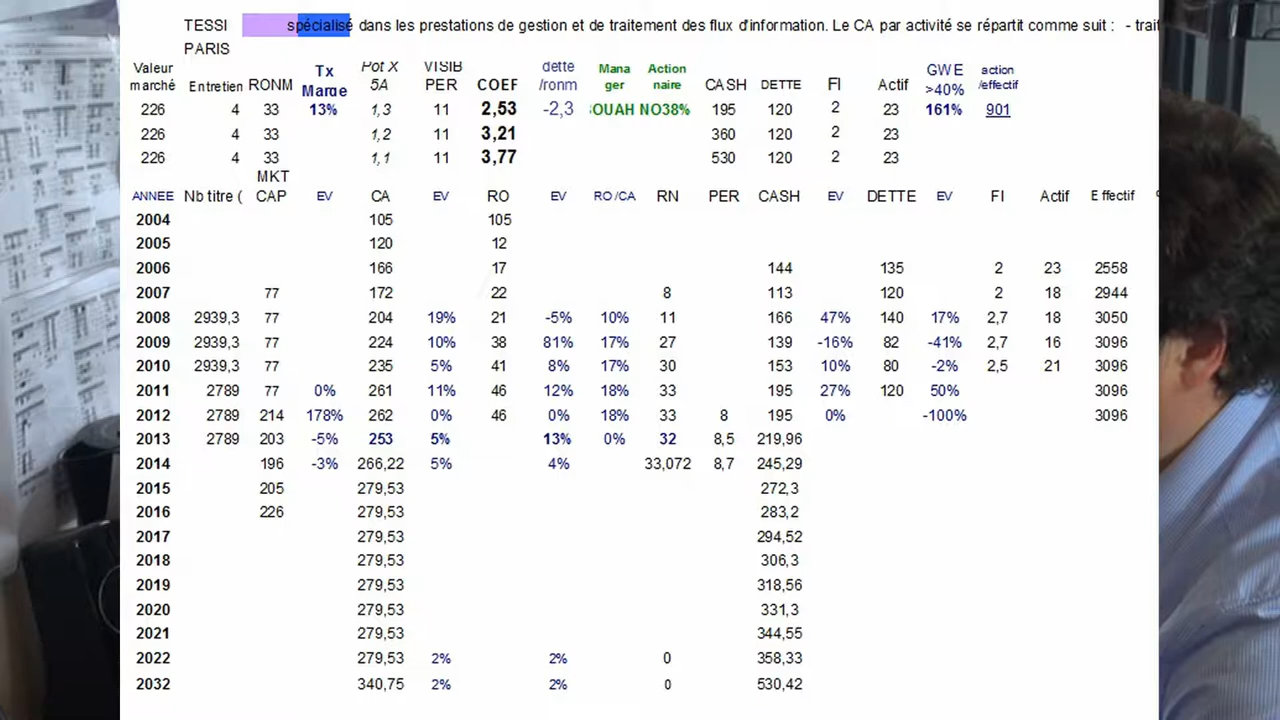 TESSI spécialisé dans les prestations de gestion et de traitement des flux d'information. Le CA par activité se répartit comme suit : - trait
PARIS
Valeur marché Entretien RONM Tx Marge Pot X 5A VISIB PER COEF dette /ronm Mana ger Action naire CASH DETTE FI Actif GWE >40% action /effectif
226 4 33 13% 1,3 11 2,53 -2,3 OUAH NO38% 195 120 2 23 161% 901
226 4 33 1,2 11 3,21 360 120 2 23
226 4 33 1,1 11 3,77 530 120 2 23
ANNEE Nb titre ( MKT CAP EV CA EV RO EV RO/CA RN PER CASH EV DETTE EV FI Actif Effectif
2004 105 105
2005 120 12
2006 166 17 144 135 2 23 2558
2007 77 172 22 8 113 120 2 18 2944
2008 2939,3 77 204 19% 21 -5% 10% 11 166 47% 140 17% 2,7 18 3050
2009 2939,3 77 224 10% 38 81% 17% 27 139 -16% 82 -41% 2,7 16 3096
2010 2939,3 77 235 5% 41 8% 17% 30 153 10% 80 -2% 2,5 21 3096
2011 2789 77 0% 261 11% 46 12% 18% 33 195 27% 120 50% 3096
2012 2789 214 178% 262 0% 46 0% 18% 33 8 195 0% -100% 3096
2013 2789 203 -5% 253 5% 13% 0% 32 8,5 219,96
2014 196 -3% 266,22 5% 4% 33,072 8,7 245,29
2015 205 279,53 272,3
2016 226 279,53 283,2
2017 279,53 294,52
2018 279,53 306,3
2019 279,53 318,56
2020 279,53 331,3
2021 279,53 344,55
2022 279,53 2% 2% 0 358,33
2032 340,75 2% 2% 0 530,42